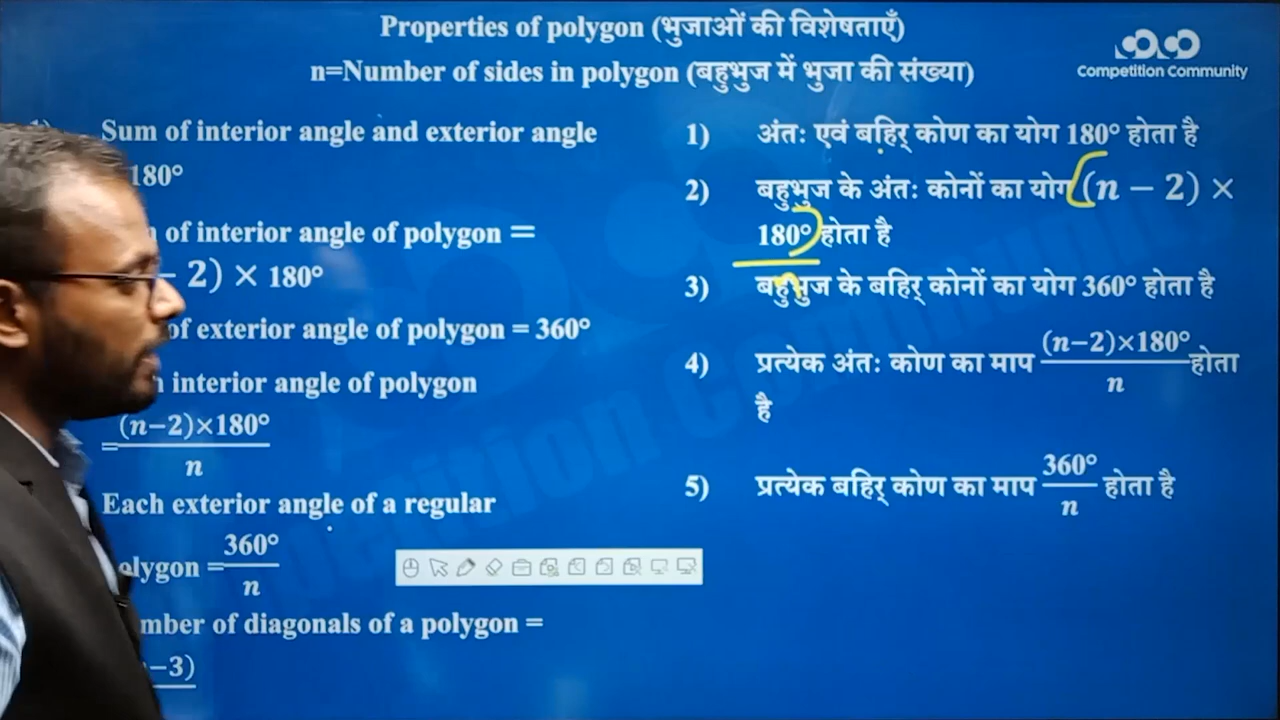 Properties of polygon (भुजाओं की विशेषताएँ)
n=Number of sides in polygon (बहुभुज में भुजा की संख्या)
Competition Community
Sum of interior angle and exterior angle
180°
of interior angle of polygon =
2) × 180°
of exterior angle of polygon = 360°
interior angle of polygon
=(n−2)×180°/n
Each exterior angle of a regular
olygon =360°/n
mber of diagonals of a polygon =
−3)
1) अंतः एवं बहिर् कोण का योग 180° होता है
2) बहुभुज के अंतः कोनों का योग (n − 2) ×
180° होता है
3) बहुभुज के बहिर् कोनों का योग 360° होता है
4) प्रत्येक अंतः कोण का माप (n−2)×180°/n होता
है
5) प्रत्येक बहिर् कोण का माप 360°/n होता है